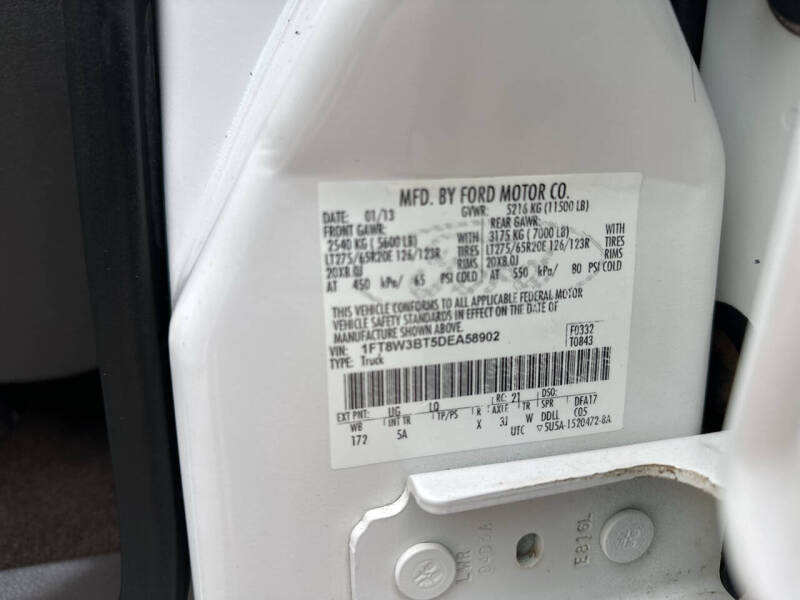 MFD. BY FORD MOTOR CO.
DATE: 01/13 GVWR: 5216 KG (11500 LB)
FRONT GAWR: REAR GAWR:
2540 KG ( 5600 LB) WITH 3175 KG ( 7000 LB) WITH
LT275/65R20E 126/123R TIRES LT275/65R20E 126/123R TIRES
20X8.0J RIMS 20X8.0J RIMS
AT 450 kPa/ 65 PSI COLD AT 550 kPa/ 80 PSI COLD
THIS VEHICLE CONFORMS TO ALL APPLICABLE FEDERAL MOTOR
VEHICLE SAFETY STANDARDS IN EFFECT ON THE DATE OF
MANUFACTURE SHOWN ABOVE.
VIN: 1FT8W3BT5DEA58902 F0332
TYPE: Truck T0843
EXT PNT: UG LO RC: 21 DSO:
WB INT TR TP/PS R AXLE TR SPR DFA17
172 5A X 3J W DDLL C05
UTC ▽5U5A-1520472-BA
LWR
E816L